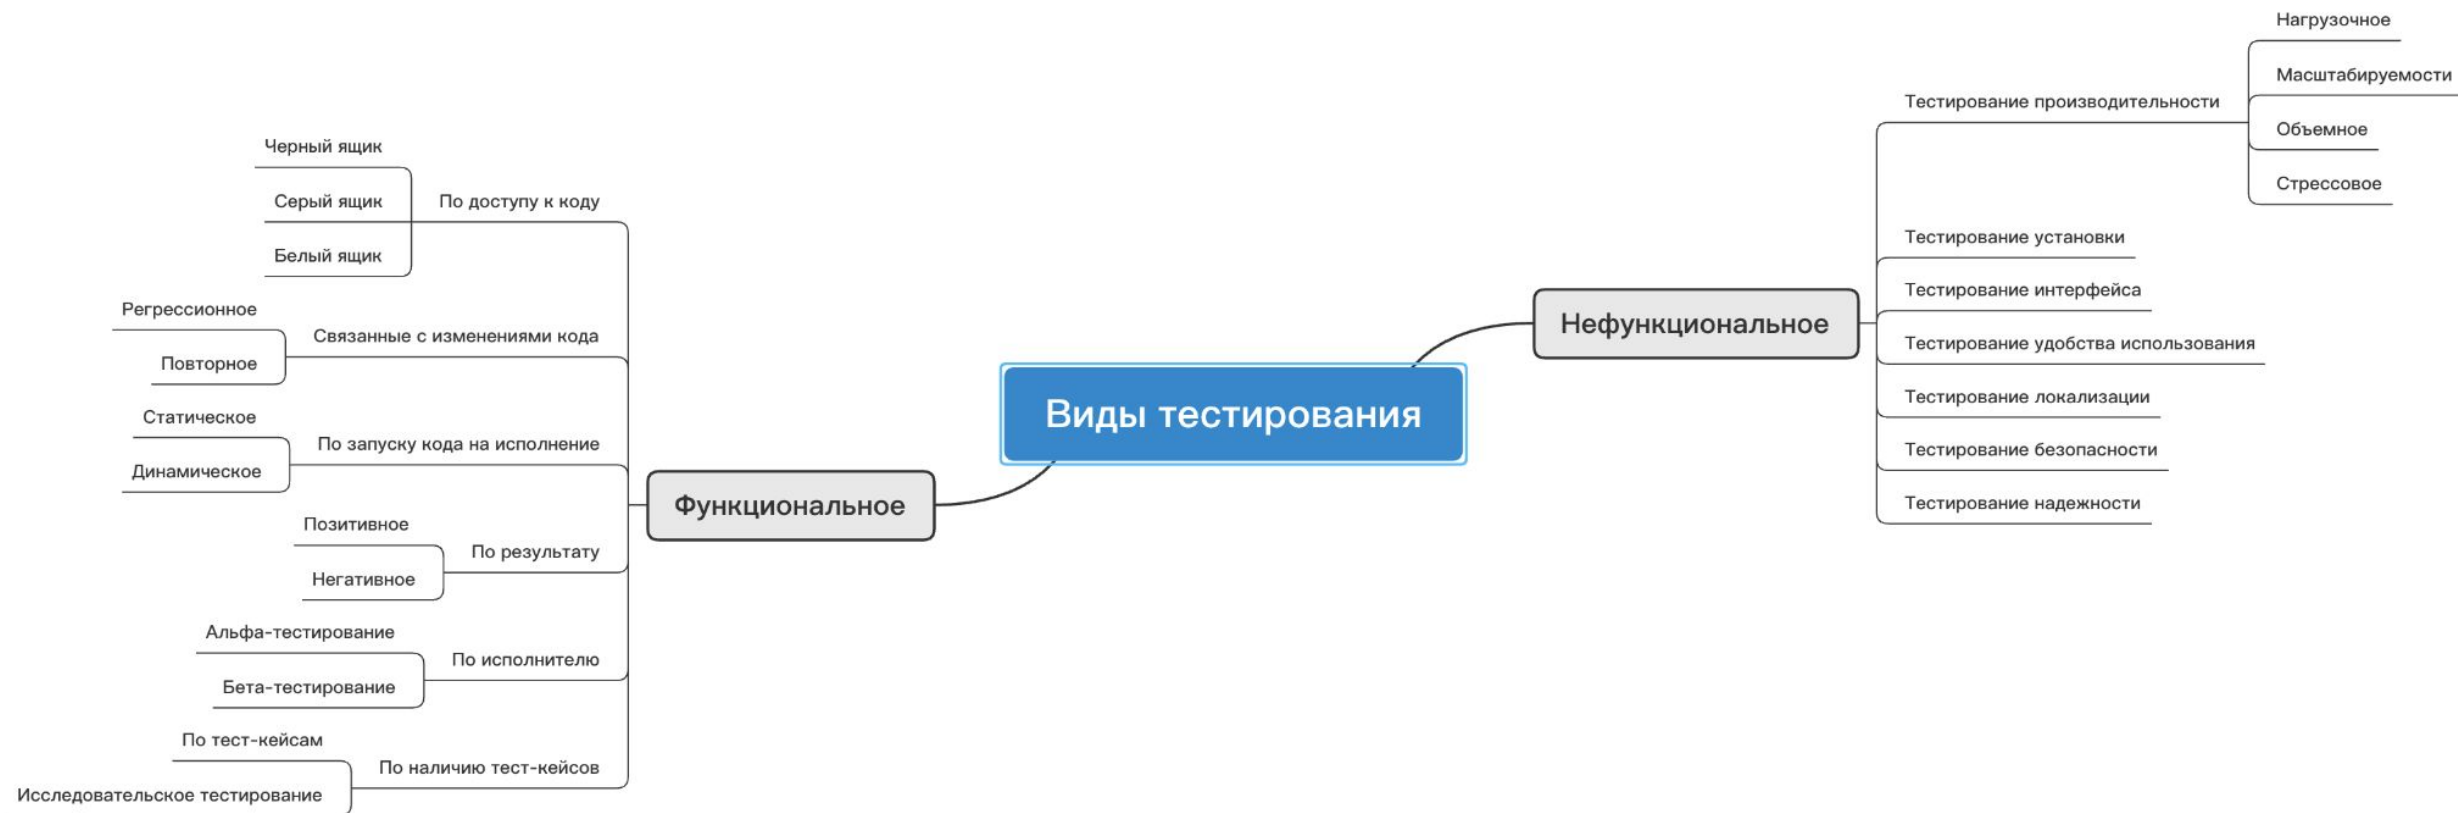 Виды тестирования
Функциональное
По доступу к коду
Черный ящик
Серый ящик
Белый ящик
Связанные с изменениями кода
Регрессионное
Повторное
По запуску кода на исполнение
Статическое
Динамическое
По результату
Позитивное
Негативное
По исполнителю
Альфа-тестирование
Бета-тестирование
По наличию тест-кейсов
По тест-кейсам
Исследовательское тестирование
Нефункциональное
Тестирование производительности
Нагрузочное
Масштабируемости
Объемное
Стрессовое
Тестирование установки
Тестирование интерфейса
Тестирование удобства использования
Тестирование локализации
Тестирование безопасности
Тестирование надежности